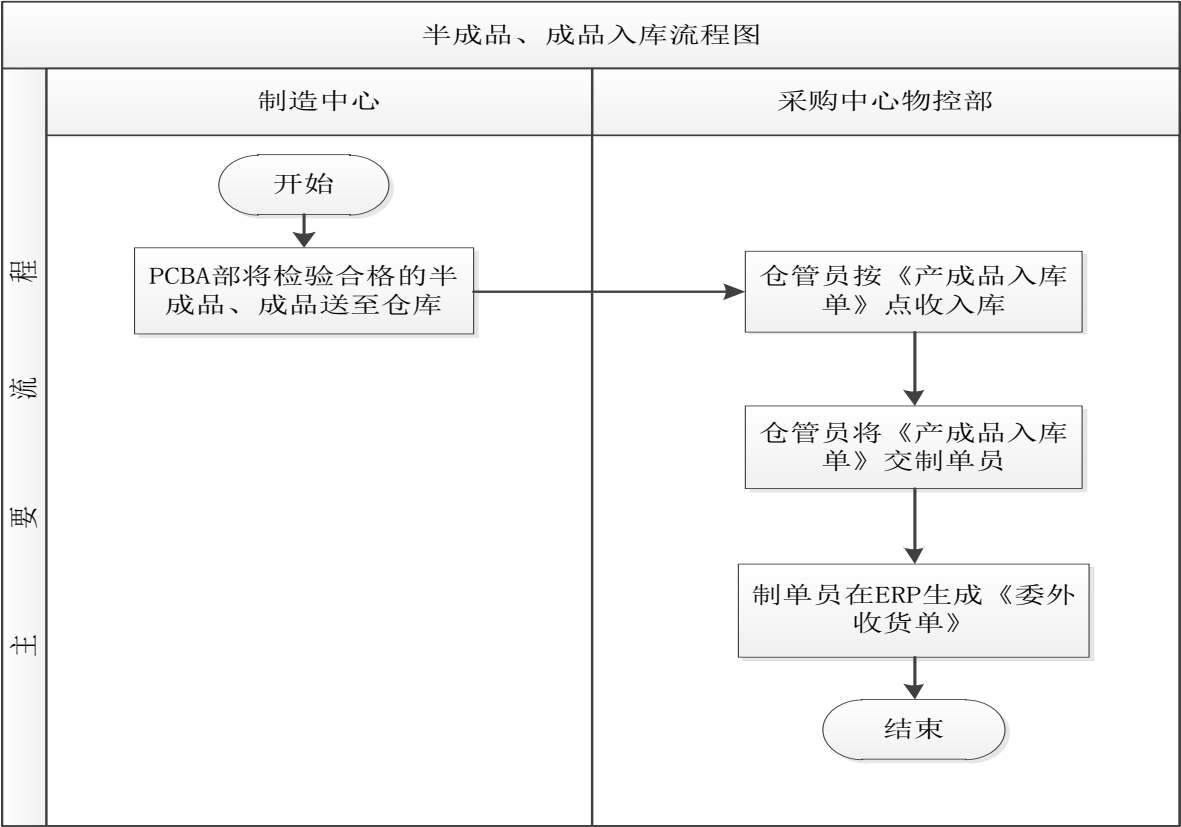 半成品、成品入库流程图
制造中心
采购中心物控部
主要流程
开始
PCBA部将检验合格的半
成品、成品送至仓库
仓管员按《产成品入库
单》点收入库
仓管员将《产成品入库
单》交制单员
制单员在ERP生成《委外
收货单》
结束